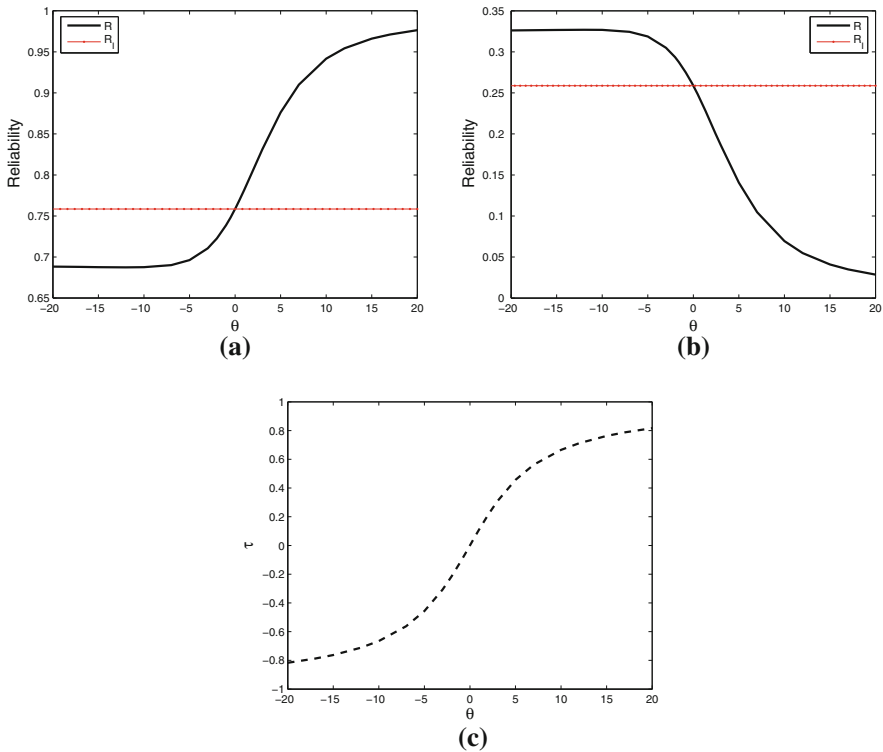 1
0.95
0.9
0.85
0.8
0.75
0.7
0.65
Reliability
R
R_I
−20 −15 −10 −5 0 5 10 15 20
θ
(a)
0.35
0.3
0.25
0.2
0.15
0.1
0.05
0
Reliability
R
R_I
−20 −15 −10 −5 0 5 10 15 20
θ
(b)
1
0.8
0.6
0.4
0.2
0
−0.2
−0.4
−0.6
−0.8
−1
τ
−20 −15 −10 −5 0 5 10 15 20
θ
(c)